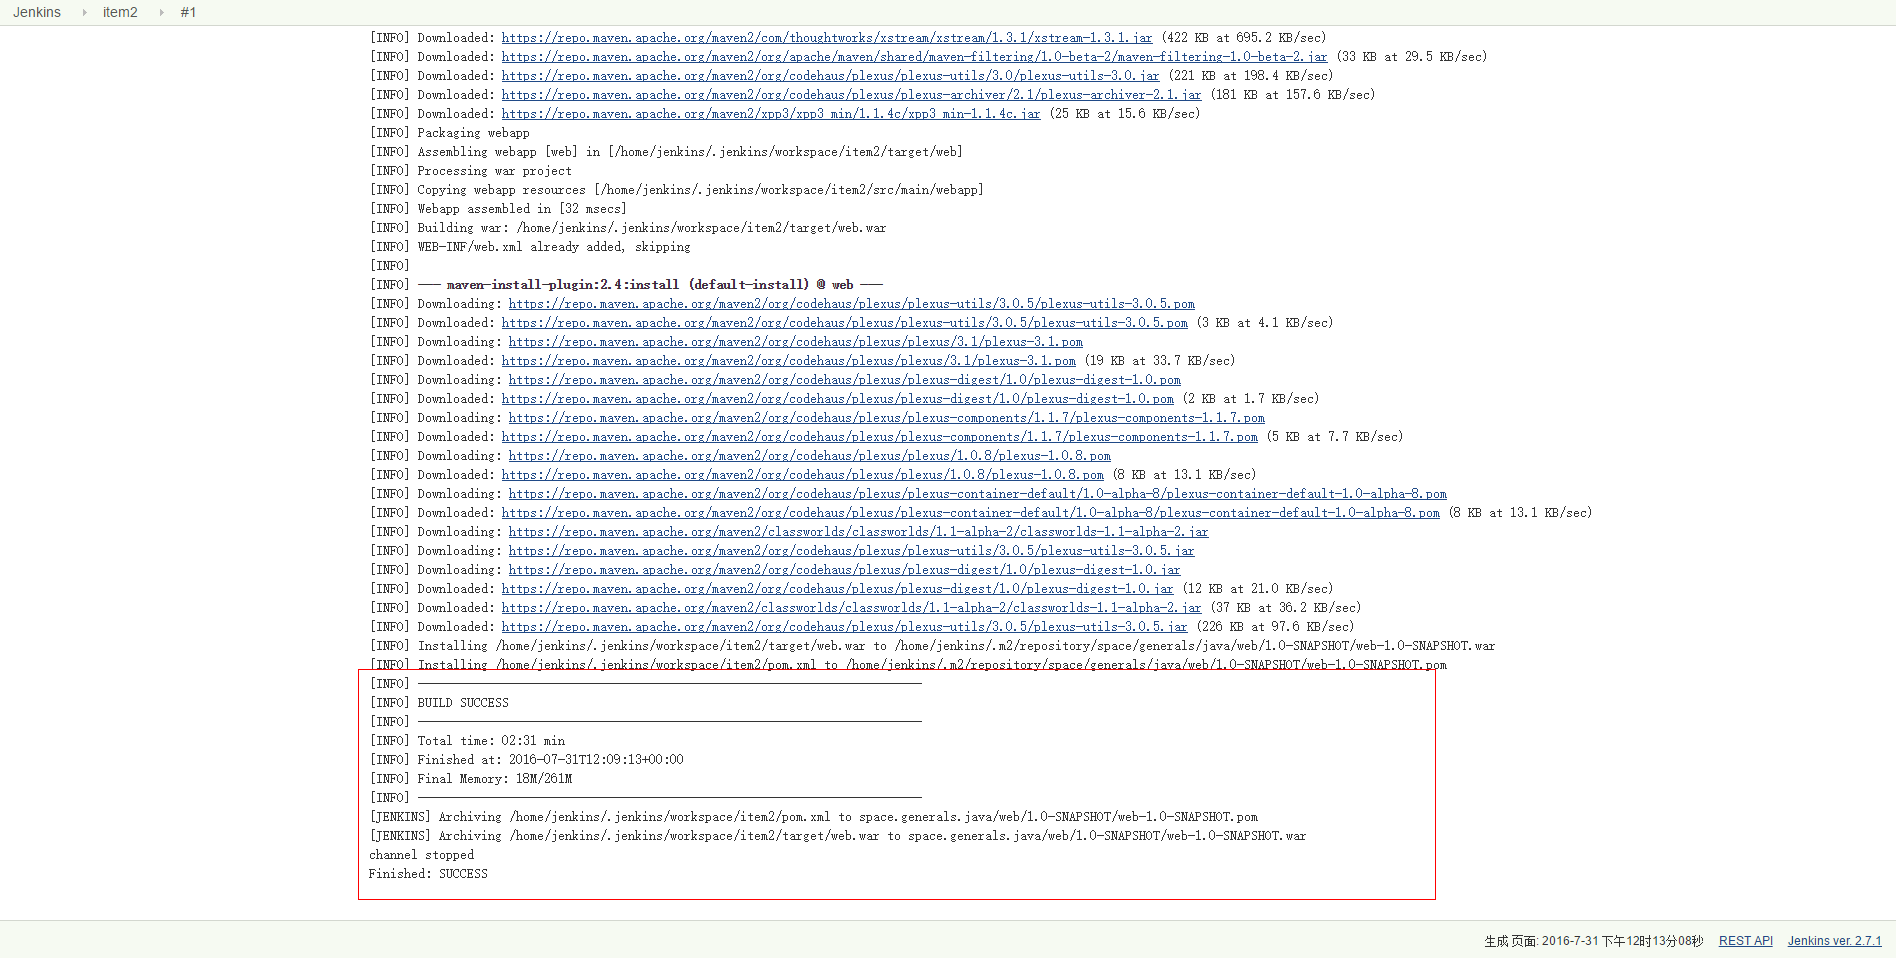 Jenkins item2 #1
[INFO] Downloaded: https://repo.maven.apache.org/maven2/com/thoughtworks/xstream/xstream/1.3.1/xstream-1.3.1.jar (422 KB at 695.2 KB/sec)
[INFO] Downloaded: https://repo.maven.apache.org/maven2/org/apache/maven/shared/maven-filtering/1.0-beta-2/maven-filtering-1.0-beta-2.jar (33 KB at 29.5 KB/sec)
[INFO] Downloaded: https://repo.maven.apache.org/maven2/org/codehaus/plexus/plexus-utils/3.0/plexus-utils-3.0.jar (221 KB at 198.4 KB/sec)
[INFO] Downloaded: https://repo.maven.apache.org/maven2/org/codehaus/plexus/plexus-archiver/2.1/plexus-archiver-2.1.jar (181 KB at 157.6 KB/sec)
[INFO] Downloaded: https://repo.maven.apache.org/maven2/xpp3/xpp3_min/1.1.4c/xpp3_min-1.1.4c.jar (25 KB at 15.6 KB/sec)
[INFO] Packaging webapp
[INFO] Assembling webapp [web] in [/home/jenkins/.jenkins/workspace/item2/target/web]
[INFO] Processing war project
[INFO] Copying webapp resources [/home/jenkins/.jenkins/workspace/item2/src/main/webapp]
[INFO] Webapp assembled in [32 msecs]
[INFO] Building war: /home/jenkins/.jenkins/workspace/item2/target/web.war
[INFO] WEB-INF/web.xml already added, skipping
[INFO]
[INFO] --- maven-install-plugin:2.4:install (default-install) @ web ---
[INFO] Downloading: https://repo.maven.apache.org/maven2/org/codehaus/plexus/plexus-utils/3.0.5/plexus-utils-3.0.5.pom
[INFO] Downloaded: https://repo.maven.apache.org/maven2/org/codehaus/plexus/plexus-utils/3.0.5/plexus-utils-3.0.5.pom (3 KB at 4.1 KB/sec)
[INFO] Downloading: https://repo.maven.apache.org/maven2/org/codehaus/plexus/plexus/3.1/plexus-3.1.pom
[INFO] Downloaded: https://repo.maven.apache.org/maven2/org/codehaus/plexus/plexus/3.1/plexus-3.1.pom (19 KB at 33.7 KB/sec)
[INFO] Downloading: https://repo.maven.apache.org/maven2/org/codehaus/plexus/plexus-digest/1.0/plexus-digest-1.0.pom
[INFO] Downloaded: https://repo.maven.apache.org/maven2/org/codehaus/plexus/plexus-digest/1.0/plexus-digest-1.0.pom (2 KB at 1.7 KB/sec)
[INFO] Downloading: https://repo.maven.apache.org/maven2/org/codehaus/plexus/plexus-components/1.1.7/plexus-components-1.1.7.pom
[INFO] Downloaded: https://repo.maven.apache.org/maven2/org/codehaus/plexus/plexus-components/1.1.7/plexus-components-1.1.7.pom (5 KB at 7.7 KB/sec)
[INFO] Downloading: https://repo.maven.apache.org/maven2/org/codehaus/plexus/plexus/1.0.8/plexus-1.0.8.pom
[INFO] Downloaded: https://repo.maven.apache.org/maven2/org/codehaus/plexus/plexus/1.0.8/plexus-1.0.8.pom (8 KB at 13.1 KB/sec)
[INFO] Downloading: https://repo.maven.apache.org/maven2/org/codehaus/plexus/plexus-container-default/1.0-alpha-8/plexus-container-default-1.0-alpha-8.pom
[INFO] Downloaded: https://repo.maven.apache.org/maven2/org/codehaus/plexus/plexus-container-default/1.0-alpha-8/plexus-container-default-1.0-alpha-8.pom (8 KB at 13.1 KB/sec)
[INFO] Downloading: https://repo.maven.apache.org/maven2/classworlds/classworlds/1.1-alpha-2/classworlds-1.1-alpha-2.jar
[INFO] Downloading: https://repo.maven.apache.org/maven2/org/codehaus/plexus/plexus-utils/3.0.5/plexus-utils-3.0.5.jar
[INFO] Downloading: https://repo.maven.apache.org/maven2/org/codehaus/plexus/plexus-digest/1.0/plexus-digest-1.0.jar
[INFO] Downloaded: https://repo.maven.apache.org/maven2/org/codehaus/plexus/plexus-digest/1.0/plexus-digest-1.0.jar (12 KB at 21.0 KB/sec)
[INFO] Downloaded: https://repo.maven.apache.org/maven2/classworlds/classworlds/1.1-alpha-2/classworlds-1.1-alpha-2.jar (37 KB at 36.2 KB/sec)
[INFO] Downloaded: https://repo.maven.apache.org/maven2/org/codehaus/plexus/plexus-utils/3.0.5/plexus-utils-3.0.5.jar (226 KB at 97.6 KB/sec)
[INFO] Installing /home/jenkins/.jenkins/workspace/item2/target/web.war to /home/jenkins/.m2/repository/space/generals/java/web/1.0-SNAPSHOT/web-1.0-SNAPSHOT.war
[INFO] Installing /home/jenkins/.jenkins/workspace/item2/pom.xml to /home/jenkins/.m2/repository/space/generals/java/web/1.0-SNAPSHOT/web-1.0-SNAPSHOT.pom
[INFO] ------------------------------------------------------------------------
[INFO] BUILD SUCCESS
[INFO] ------------------------------------------------------------------------
[INFO] Total time: 02:31 min
[INFO] Finished at: 2016-07-31T12:09:13+00:00
[INFO] Final Memory: 18M/261M
[INFO] ------------------------------------------------------------------------
[JENKINS] Archiving /home/jenkins/.jenkins/workspace/item2/pom.xml to space.generals.java/web/1.0-SNAPSHOT/web-1.0-SNAPSHOT.pom
[JENKINS] Archiving /home/jenkins/.jenkins/workspace/item2/target/web.war to space.generals.java/web/1.0-SNAPSHOT/web-1.0-SNAPSHOT.war
channel stopped
Finished: SUCCESS
生成 页面: 2016-7-31 下午12时13分08秒 REST API Jenkins ver. 2.7.1